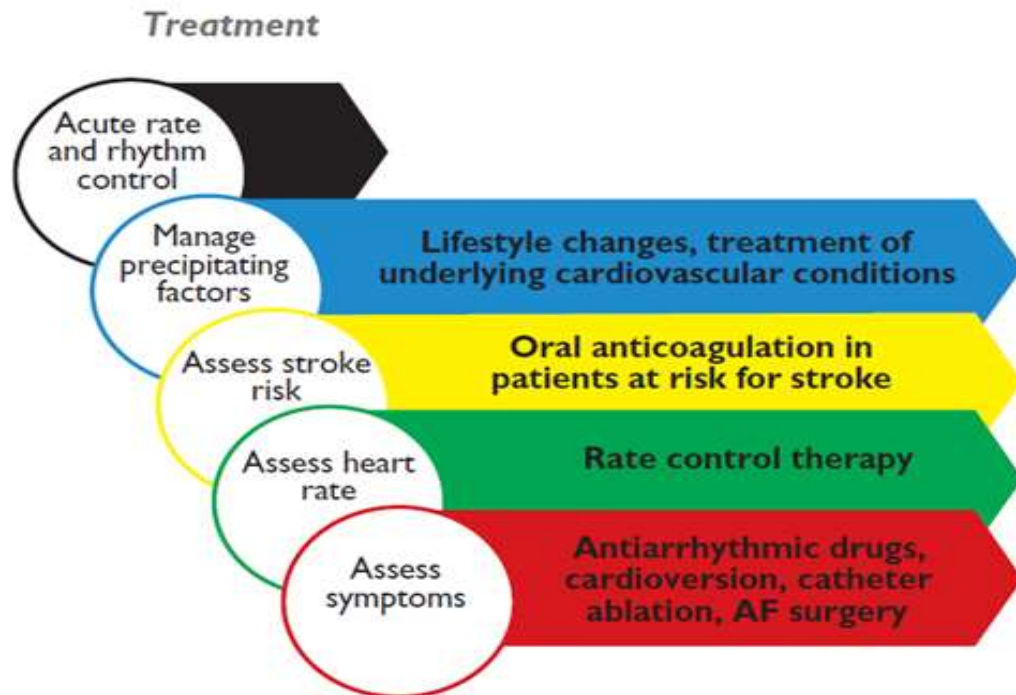 Treatment
Acute rate
and rhythm
control
Manage
precipitating
factors
Lifestyle changes, treatment of
underlying cardiovascular conditions
Assess stroke
risk
Oral anticoagulation in
patients at risk for stroke
Assess heart
rate
Rate control therapy
Assess
symptoms
Antiarrhythmic drugs,
cardioversion, catheter
ablation, AF surgery